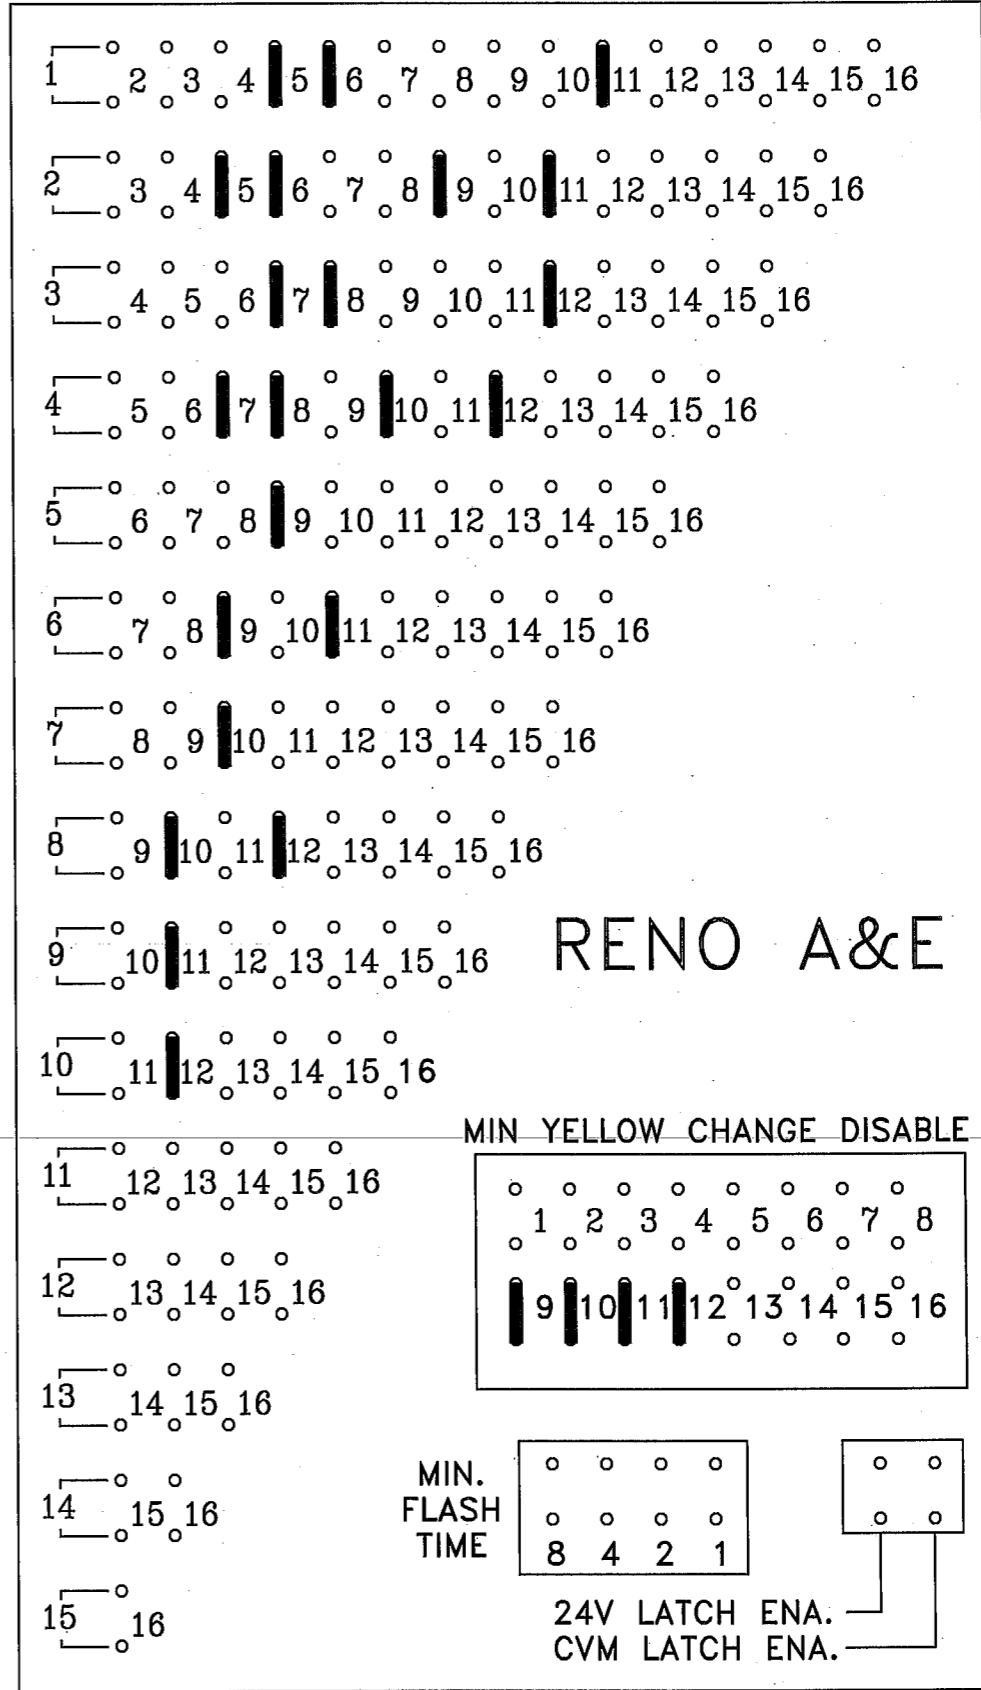 1 2 3 4 5 6 7 8 9 10 11 12 13 14 15 16
2 3 4 5 6 7 8 9 10 11 12 13 14 15 16
3 4 5 6 7 8 9 10 11 12 13 14 15 16
4 5 6 7 8 9 10 11 12 13 14 15 16
5 6 7 8 9 10 11 12 13 14 15 16
6 7 8 9 10 11 12 13 14 15 16
7 8 9 10 11 12 13 14 15 16
8 9 10 11 12 13 14 15 16
9 10 11 12 13 14 15 16
RENO A&E
10 11 12 13 14 15 16
MIN YELLOW CHANGE DISABLE
11 12 13 14 15 16
1 2 3 4 5 6 7 8
12 13 14 15 16
9 10 11 12 13 14 15 16
13 14 15 16
14 15 16
MIN.
FLASH
TIME
8 4 2 1
15 16
24V LATCH ENA.
CVM LATCH ENA.